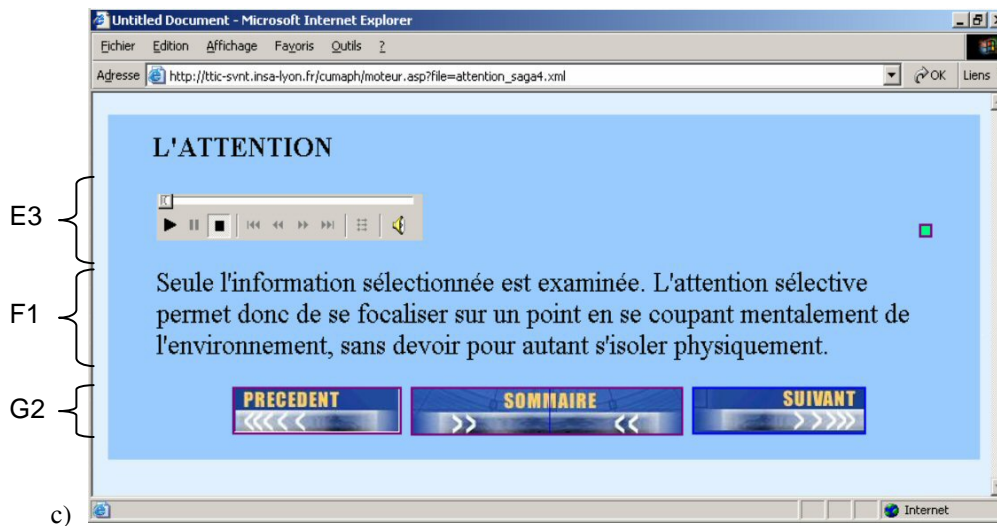 Untitled Document - Microsoft Internet Explorer
Fichier Edition Affichage Favoris Outils ?
Adresse http://ttic-svnt.insa-lyon.fr/cumaph/moteur.asp?file=attention_saga4.xml OK Liens
L'ATTENTION
E3
Seule l'information sélectionnée est examinée. L'attention sélective
F1 permet donc de se focaliser sur un point en se coupant mentalement de
l'environnement, sans devoir pour autant s'isoler physiquement.
G2
PRECEDENT SOMMAIRE SUIVANT
c) Internet